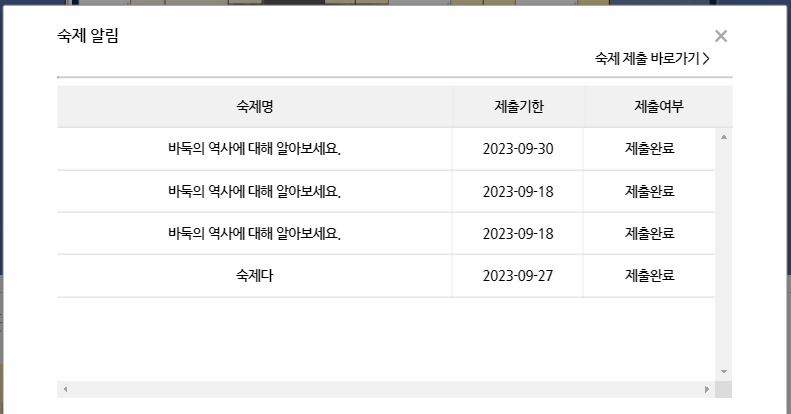 숙제 알림
숙제 제출 바로가기 >
숙제명 제출기한 제출여부
바둑의 역사에 대해 알아보세요. 2023-09-30 제출완료
바둑의 역사에 대해 알아보세요. 2023-09-18 제출완료
바둑의 역사에 대해 알아보세요. 2023-09-18 제출완료
숙제다 2023-09-27 제출완료